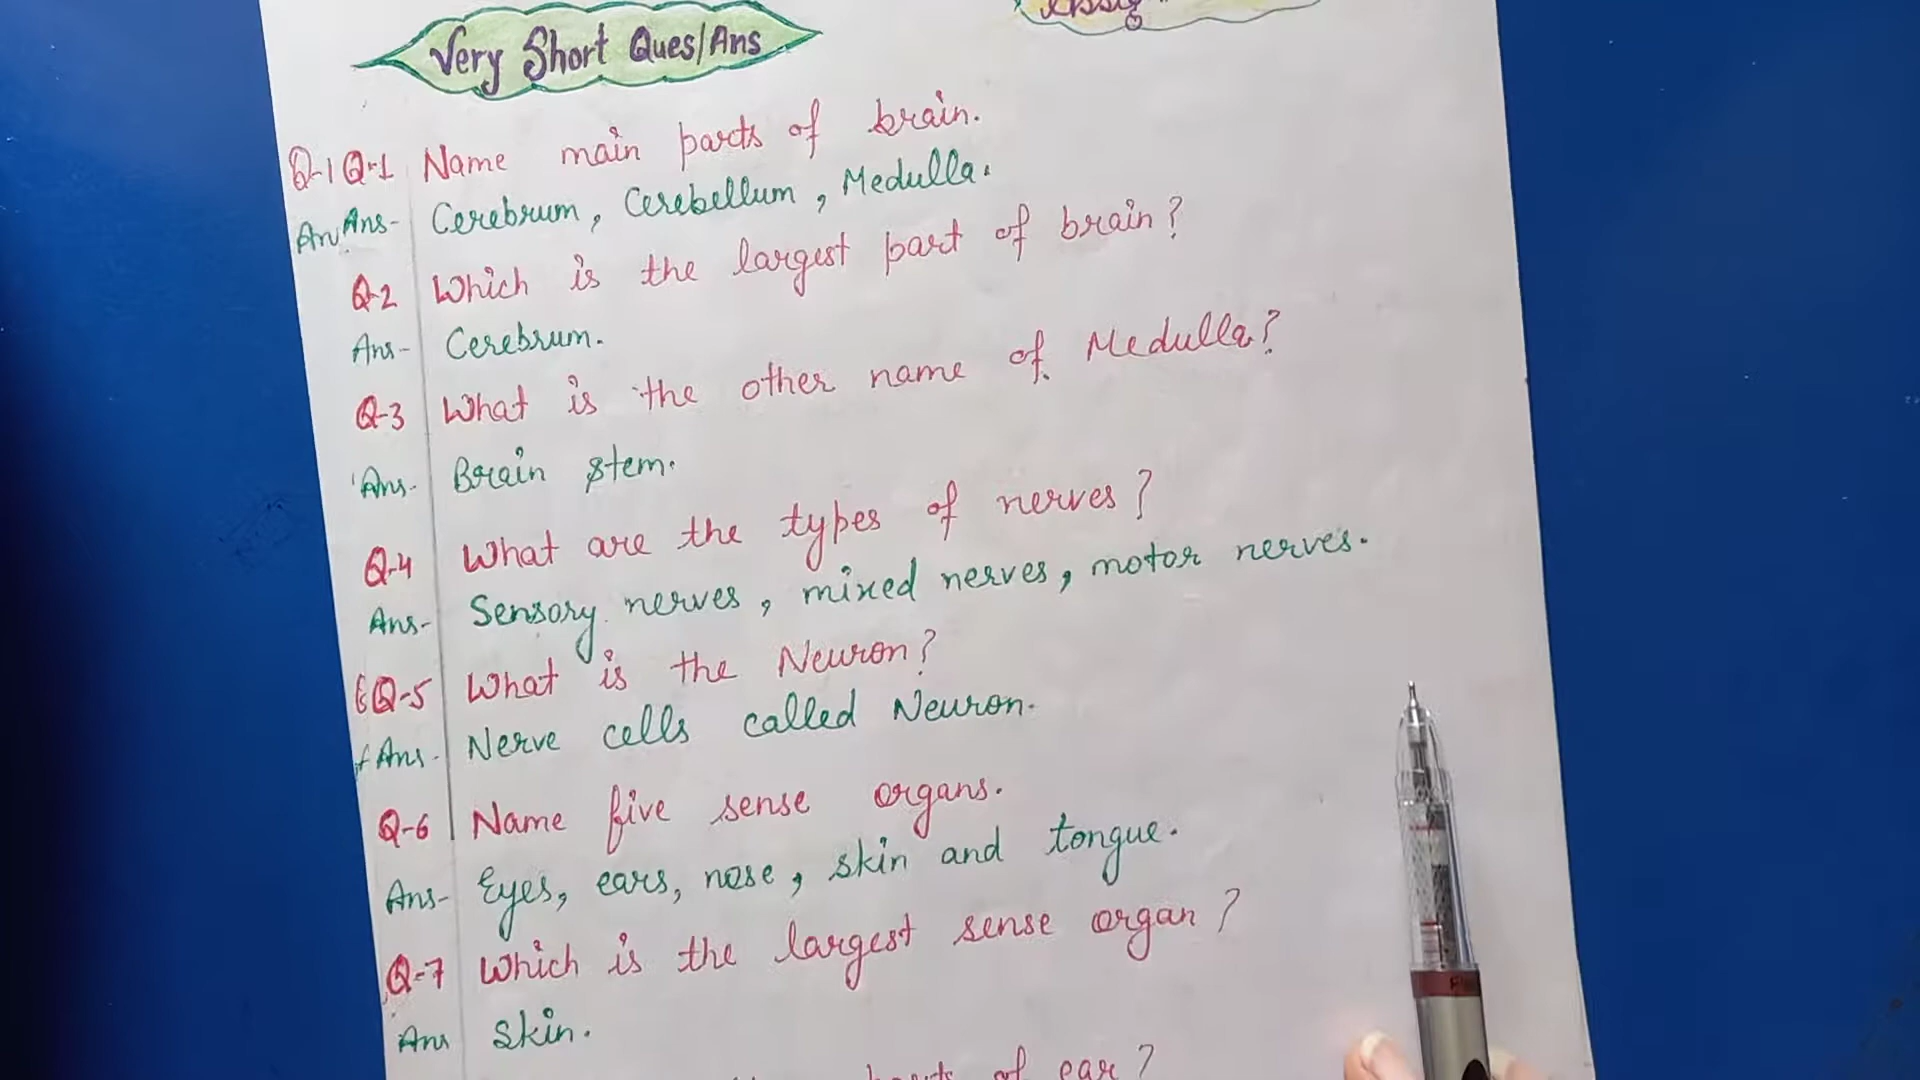 Very Short Ques/Ans
Q-1 Q-1 Name main parts of brain.
An Ans- Cerebrum, Cerebellum, Medulla.
Q-2 Which is the largest part of brain?
Ans- Cerebrum.
Q-3 What is the other name of Medulla?
Ans- Brain stem.
Q-4 What are the types of nerves?
Ans- Sensory nerves, mixed nerves, motor nerves.
Q-5 What is the Neuron?
Ans- Nerve cells called Neuron.
Q-6 Name five sense organs.
Ans- Eyes, ears, nose, skin and tongue.
Q-7 Which is the largest sense organ?
Ans Skin.
parts of ear?